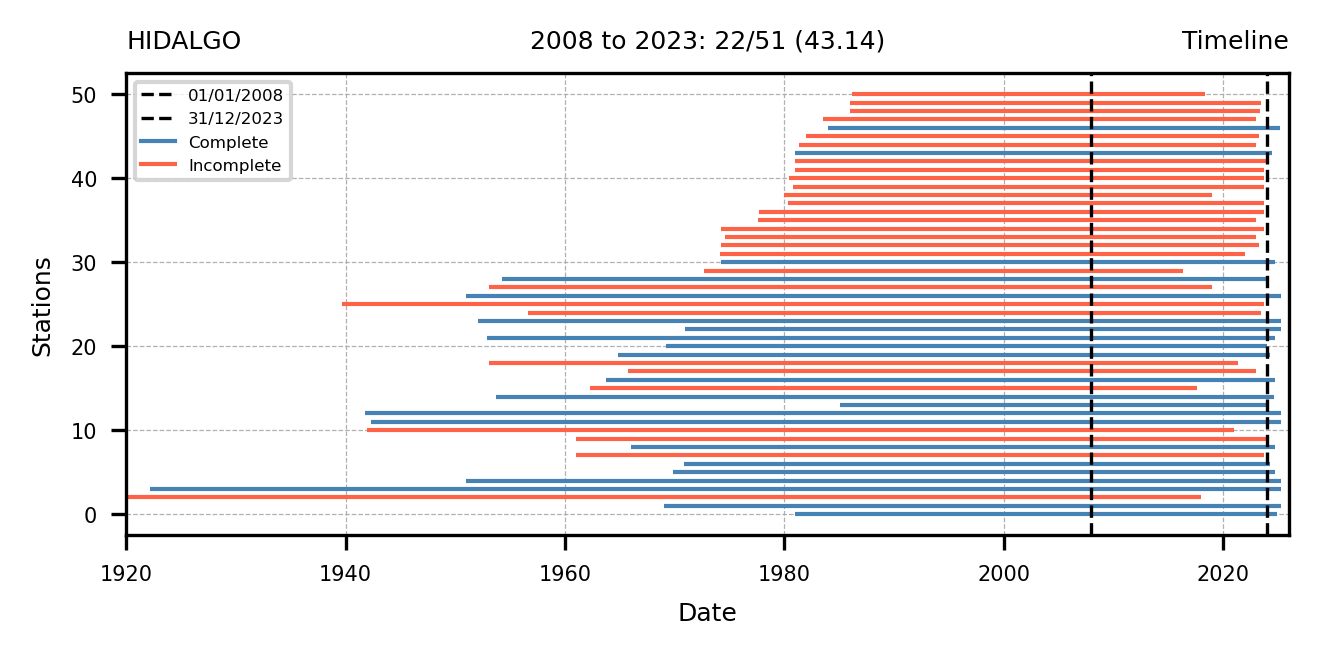 HIDALGO
2008 to 2023: 22/51 (43.14)
Timeline
01/01/2008
31/12/2023
Complete
Incomplete
50
40
30
20
10
0
Stations
1920
1940
1960
1980
2000
2020
Date